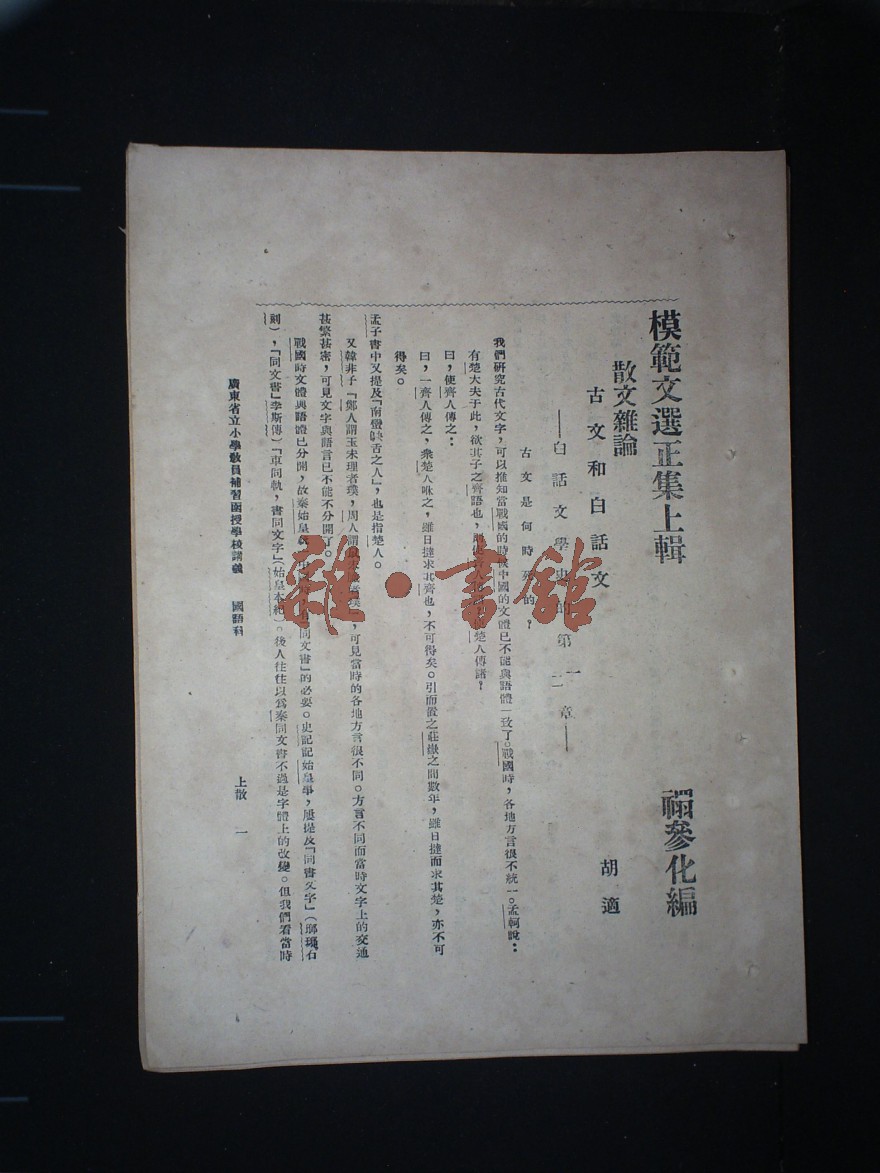 模範文選正集上輯
禤參化編
散文雜論
古文和白話文
胡適
——白話文學史的第一二章——
古文是何時死的？
我們研究古代文字，可以推知當戰國的時候中國的文體已不能與語體一致了。戰國時，各地方言很不統一。孟軻說：
有楚大夫于此，欲其子之齊語也，則使齊人傅諸？使楚人傅諸？
曰，使齊人傅之：
曰，一齊人傅之，衆楚人咻之，雖日撻求其齊也，不可得矣。引而置之莊嶽之間數年，雖日撻而求其楚，亦不可
得矣。
孟子書中又提及「南蠻鴃舌之人」，也是指楚人。
又韓非子「鄭人謂玉未理者璞，周人謂，可見當時的各地方言很不同。方言不同而當時文字上的交通
甚繁甚密，可見文字與語言已不能不分開了。
戰國時文體與語體已分開，故秦始皇同文書」的必要。史記記始皇事，屢提及「同書文字」（瑯琊石
刻），「同文書」李斯傳）「車同軌，書同文字」（始皇本紀）。後人往往以爲秦同文書不過是字體上的改變。但我們看當時
廣東省立小學敎員補習函授學校講義　國語科　上散　一
雜·書館